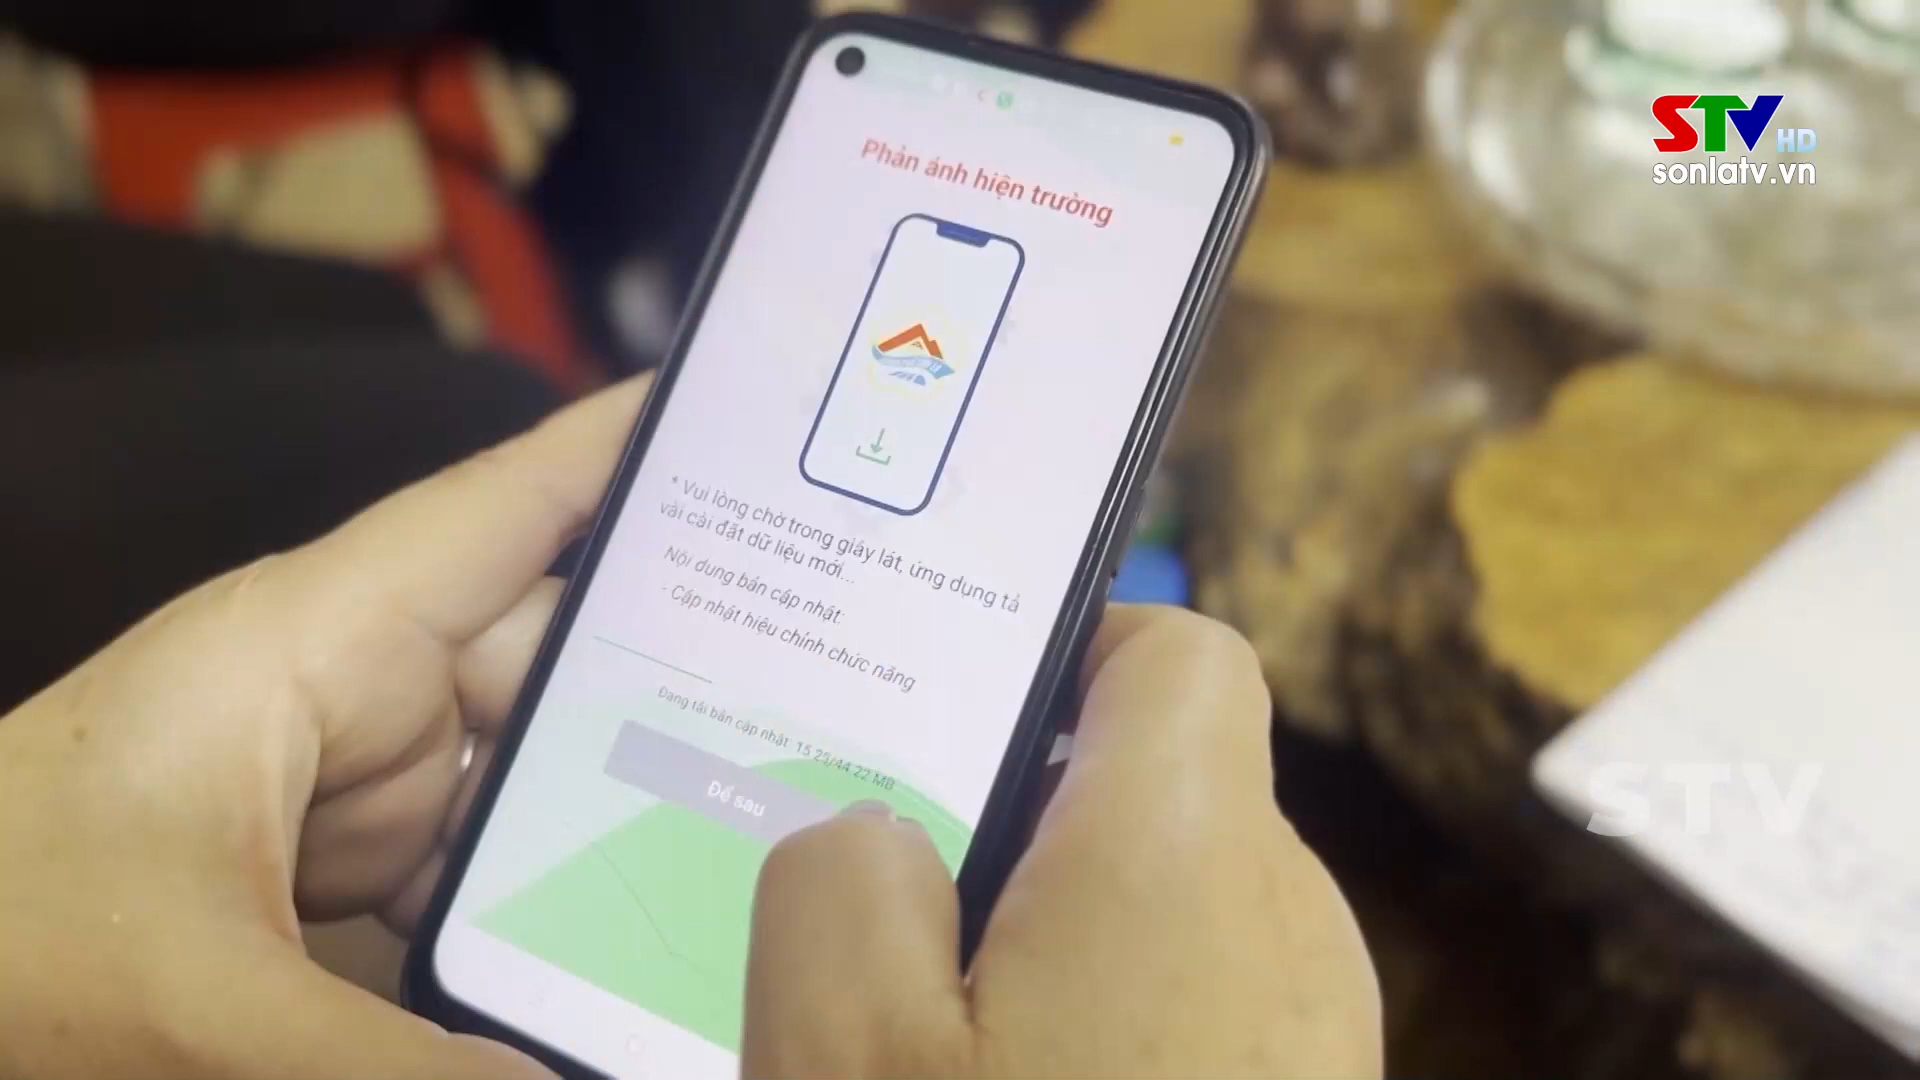 STV HD
sonlatv.vn
Phản ánh hiện trường
* Vui lòng chờ trong giây lát, ứng dụng tả
vài cài đặt dữ liệu mới...
Nội dung bản cập nhật:
- Cập nhật hiệu chỉnh chức năng
Đang tải bản cập nhật: 15.25/44.22 MB
Để sau
STV